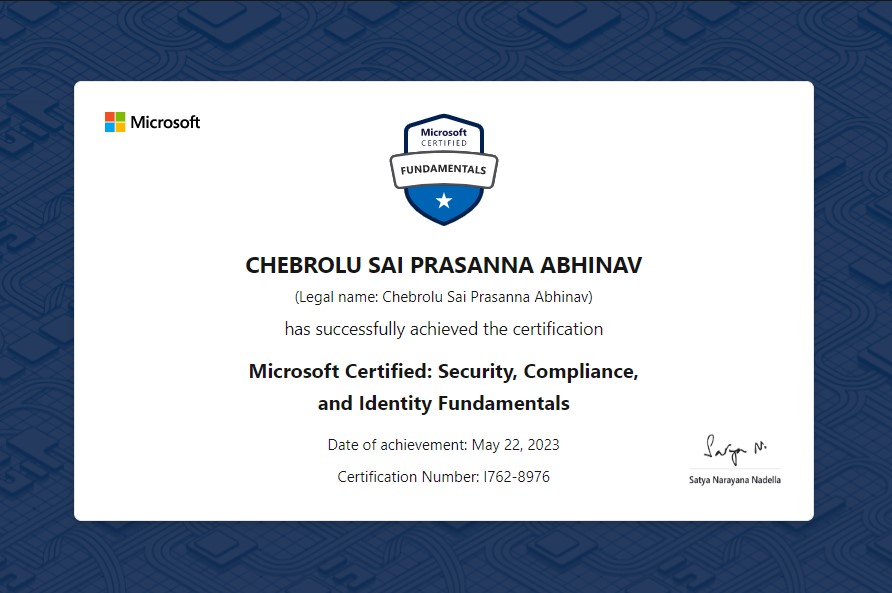 Microsoft
Microsoft
CERTIFIED
FUNDAMENTALS
CHEBROLU SAI PRASANNA ABHINAV
(Legal name: Chebrolu Sai Prasanna Abhinav)
has successfully achieved the certification
Microsoft Certified: Security, Compliance,
and Identity Fundamentals
Date of achievement: May 22, 2023
Certification Number: I762-8976
Satya N.
Satya Narayana Nadella